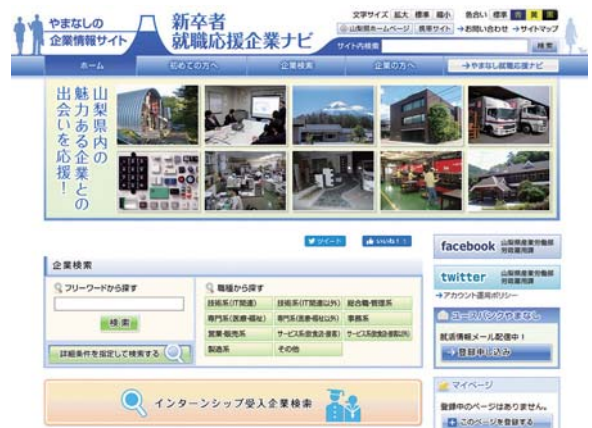 やまなしの
企業情報サイト
新卒者
就職応援企業ナビ
文字サイズ 拡大 標準 縮小 色合い 標準 青 黄 黒
山梨県ホームページ 携帯サイト →お問い合わせ →サイトマップ
サイト内検索 検索
ホーム 初めての方へ 企業検索 企業の方へ →やまなし就職応援ナビ
山梨県内の
魅力ある企業との
出会いを応援！
ツイート いいね！
企業検索
フリーワードから探す
検索
詳細条件を指定して検索する
職種から探す
技術系(IT関連) 技術系(IT関連以外) 総合職・管理系
専門系(医療・福祉) 専門系(医療・福祉以外) 事務系
営業・販売系 サービス系(飲食店・接客) サービス系(飲食店・接客以外)
製造系 その他
インターンシップ受入企業検索
facebook 山梨県産業労働部
労政雇用課
twitter 山梨県産業労働部
労政雇用課
→アカウント運用ポリシー
ユースバンクやまなし
就活情報メール配信中！
→登録申し込み
マイページ
登録中のページはありません。
このページを登録する